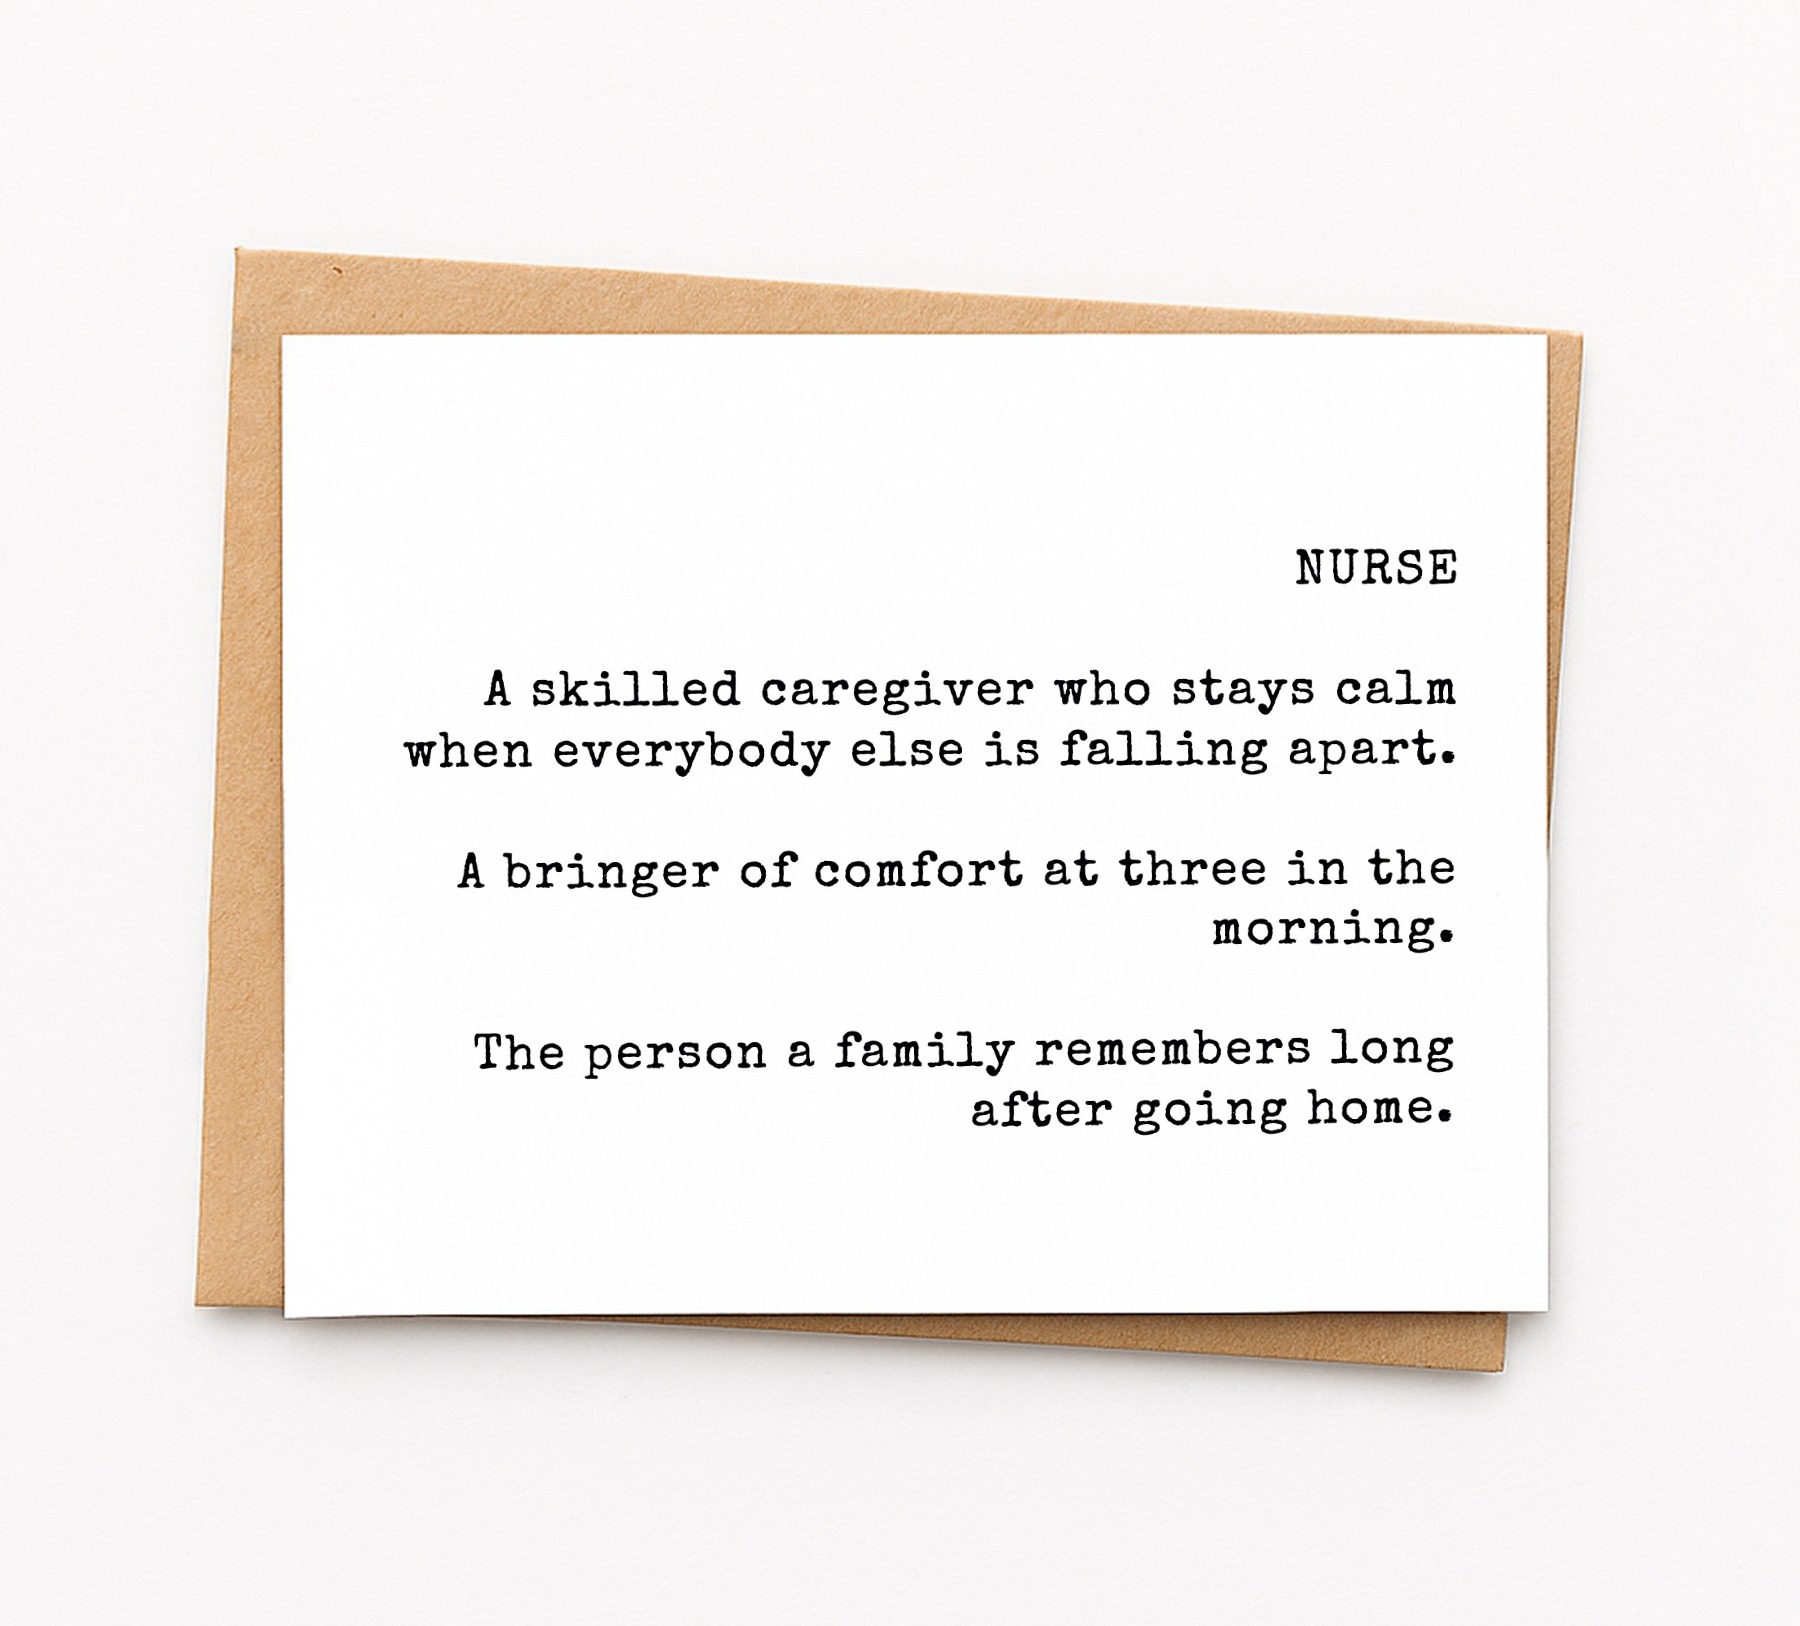 NURSE
A skilled caregiver who stays calm
when everybody else is falling apart.
A bringer of comfort at three in the
morning.
The person a family remembers long
after going home.